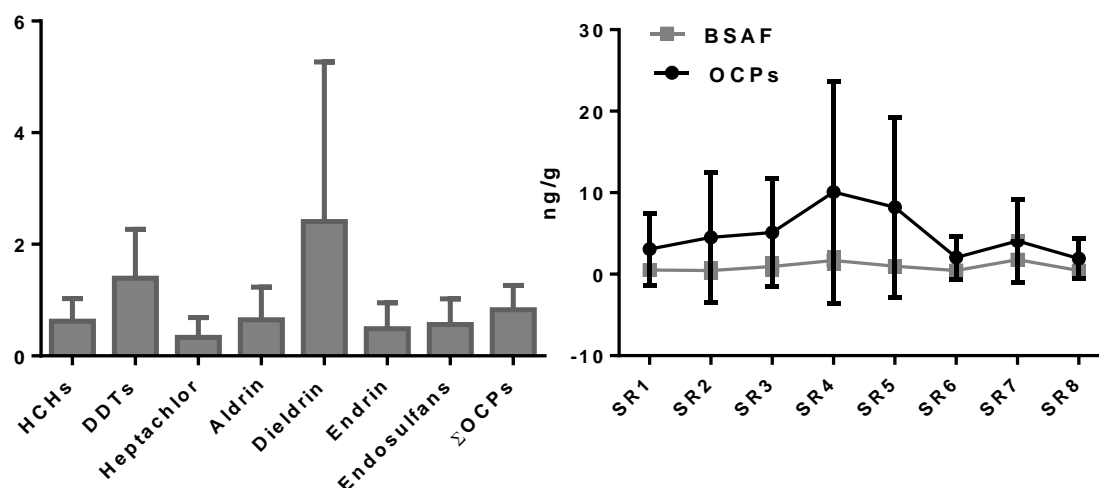 6
4
2
0
HCHs
DDTs
Heptachlor
Aldrin
Dieldrin
Endrin
Endosulfans
ΣOCPs
BSAF
OCPs
ng/g
30
20
10
0
-10
SR1
SR2
SR3
SR4
SR5
SR6
SR7
SR8